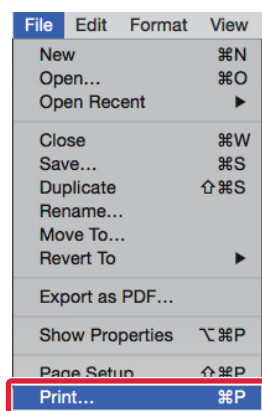 File Edit Format View
New ⌘N
Open... ⌘O
Open Recent ▶
Close ⌘W
Save... ⌘S
Duplicate ⇧⌘S
Rename...
Move To...
Revert To ▶
Export as PDF...
Show Properties ⌥⌘P
Page Setup ⇧⌘P
Print... ⌘P